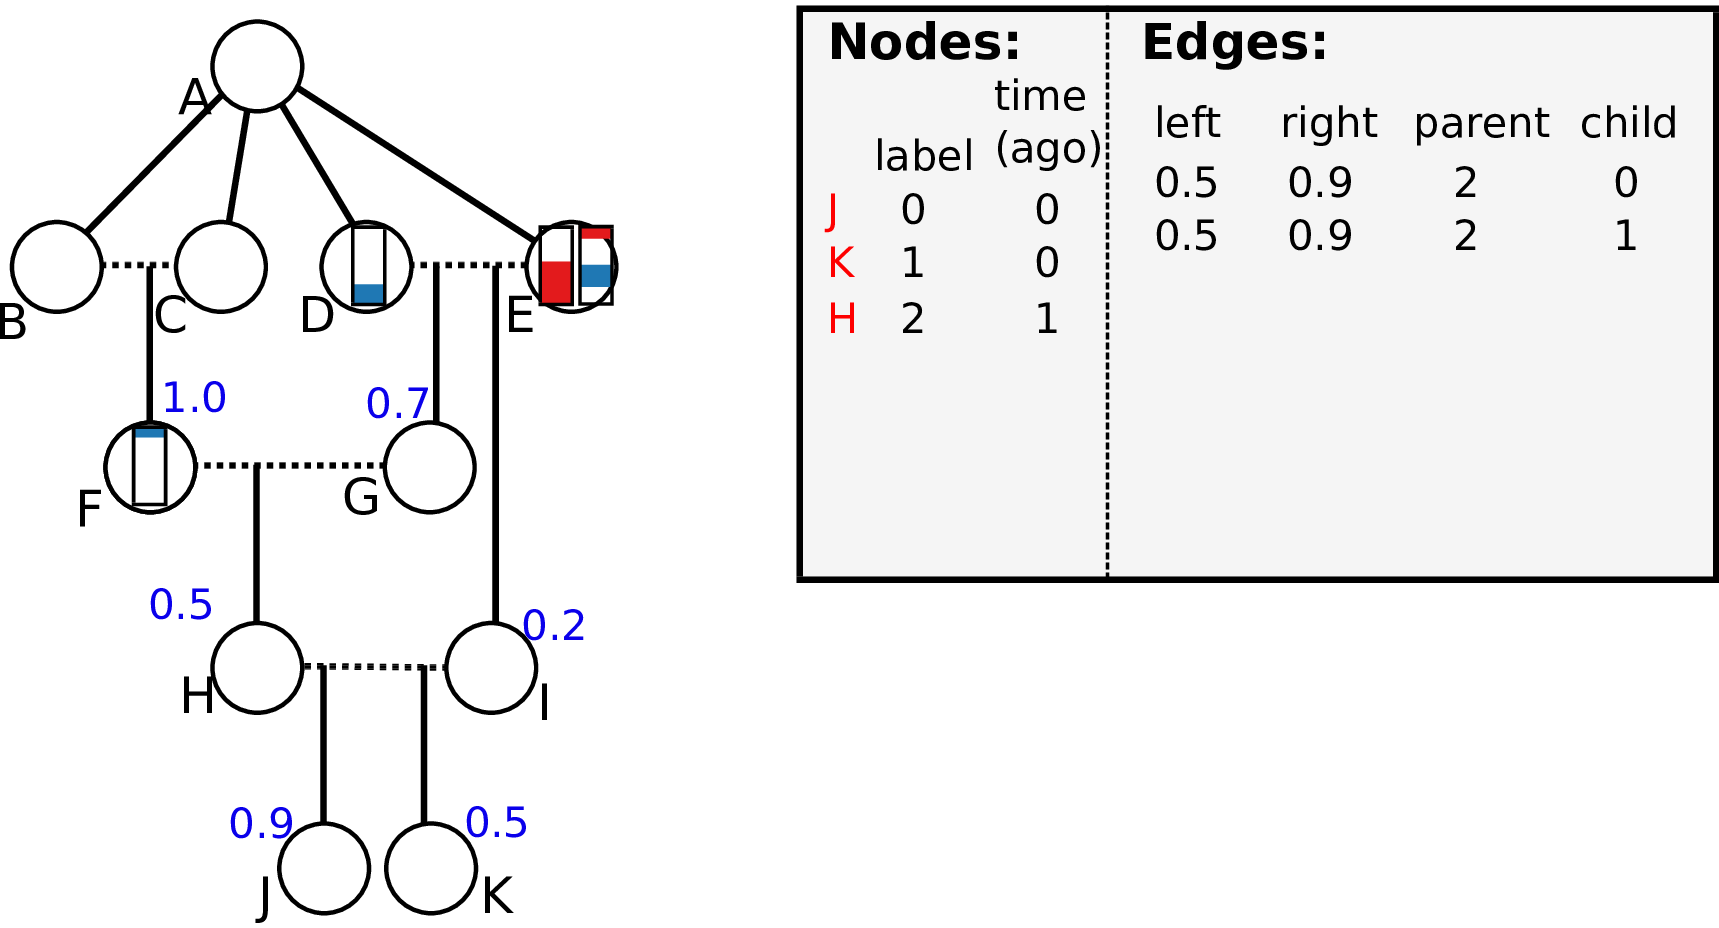 A
B
C
D
E
1.0
0.7
F
G
0.5
0.2
H
I
0.9
0.5
J
K
Nodes:
label time (ago)
J 0 0
K 1 0
H 2 1
Edges:
left right parent child
0.5 0.9 2 0
0.5 0.9 2 1